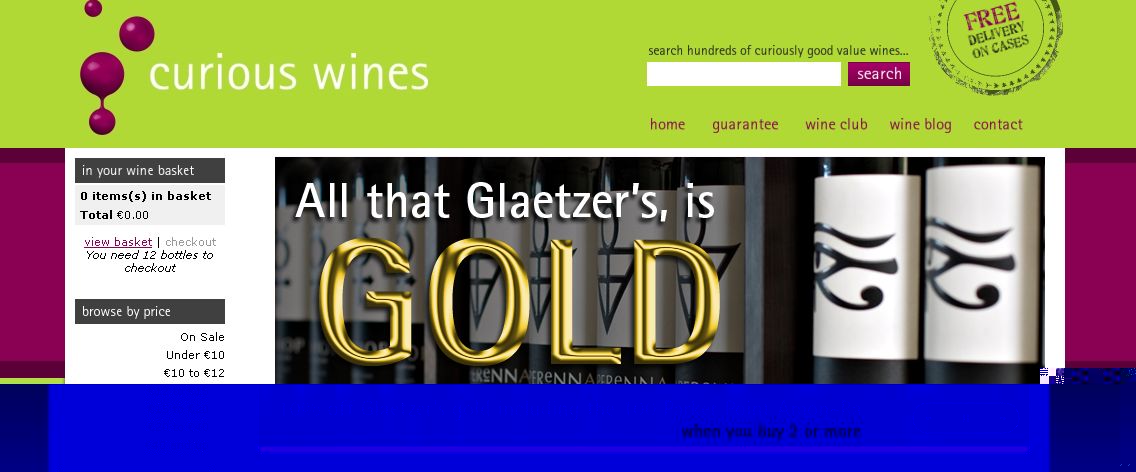 FREE
DELIVERY
ON CASES
curious wines
search hundreds of curiously good value wines...
search
home guarantee wine club wine blog contact
in your wine basket
0 items(s) in basket
Total €0.00
view basket | checkout
You need 12 bottles to
checkout
browse by price
On Sale
Under €10
€10 to €12
All that Glaetzer's, is
GOLD
when you buy 2 or more